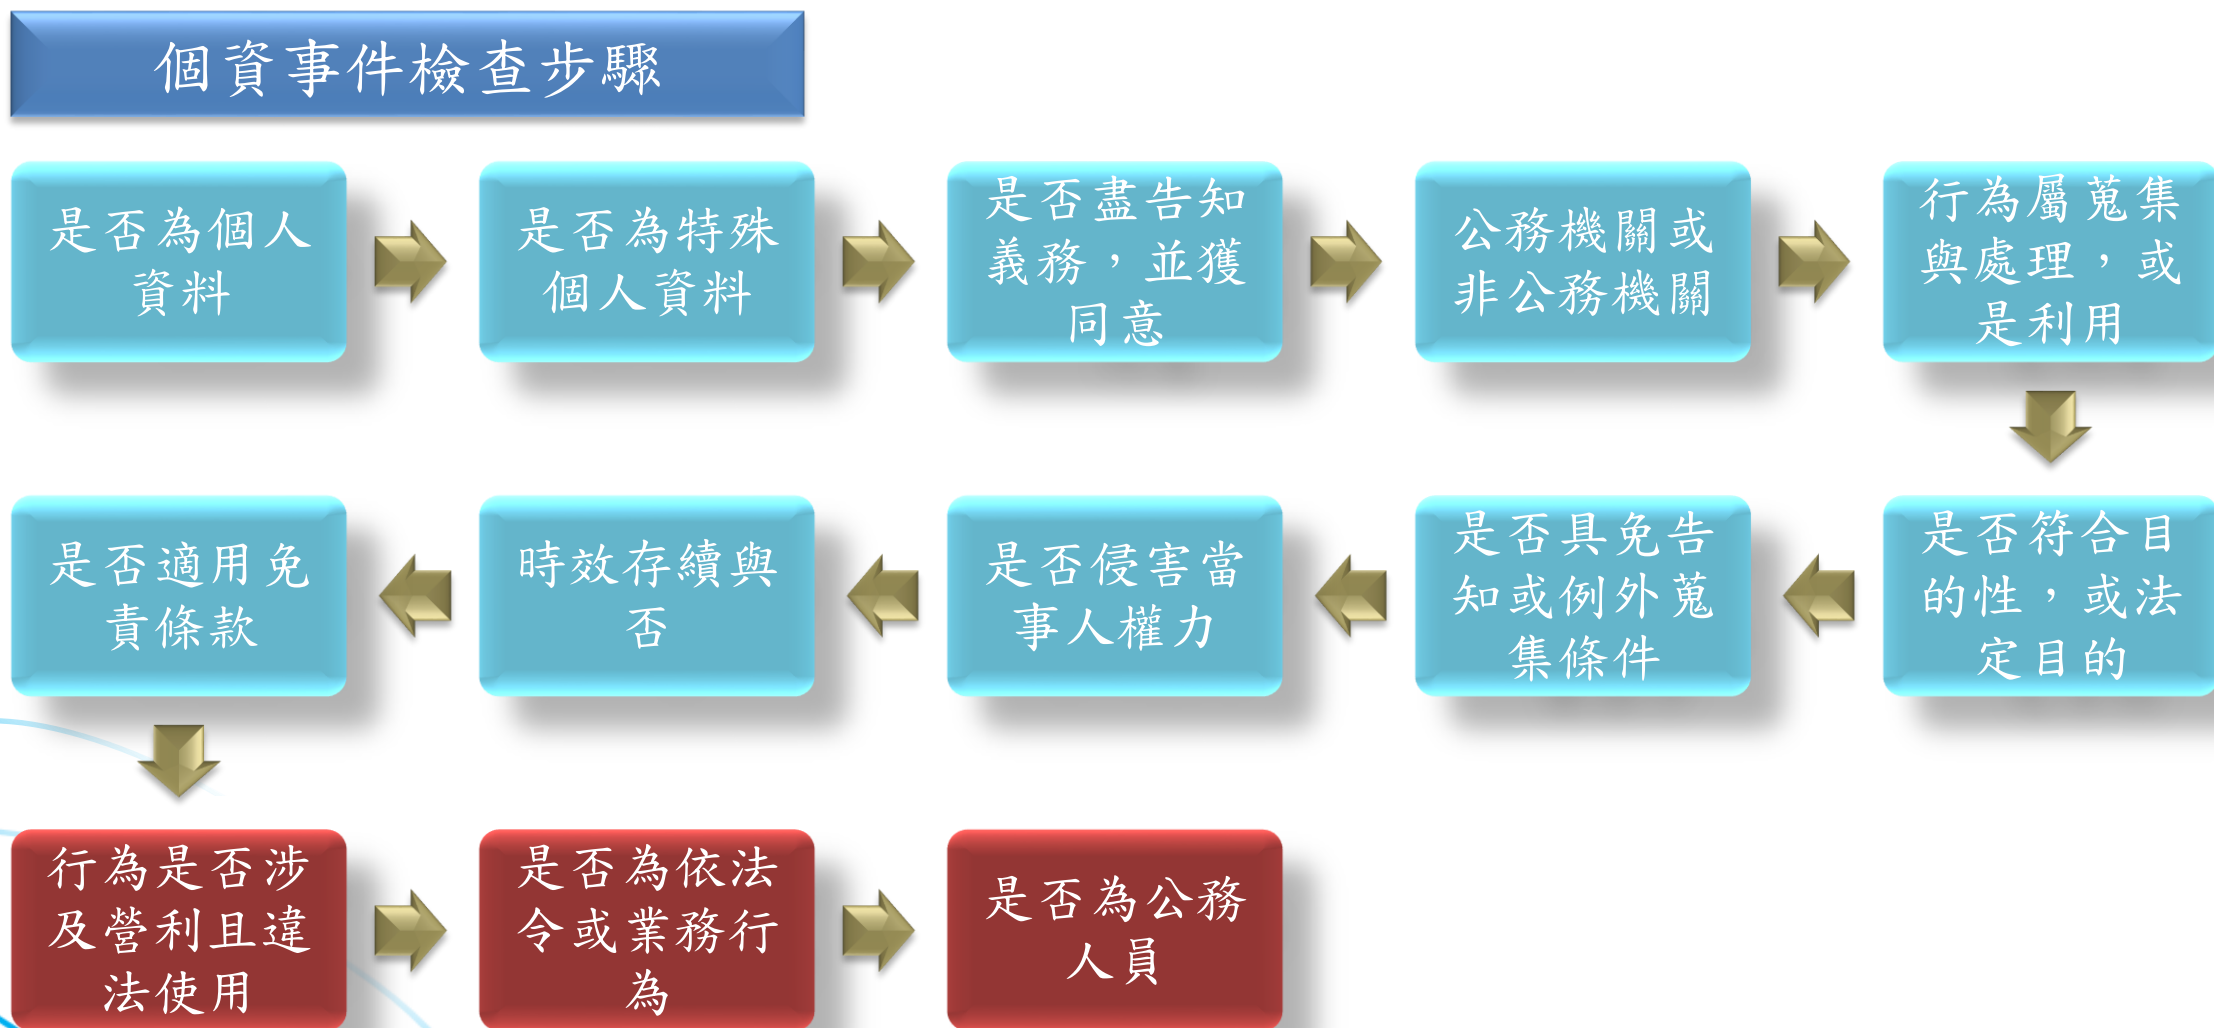 個資事件檢查步驟
是否為個人
資料
是否為特殊
個人資料
是否盡告知
義務，並獲
同意
公務機關或
非公務機關
行為屬蒐集
與處理，或
是利用
是否符合目
的性，或法
定目的
是否具免告
知或例外蒐
集條件
是否侵害當
事人權力
時效存續與
否
是否適用免
責條款
行為是否涉
及營利且違
法使用
是否為依法
令或業務行
為
是否為公務
人員